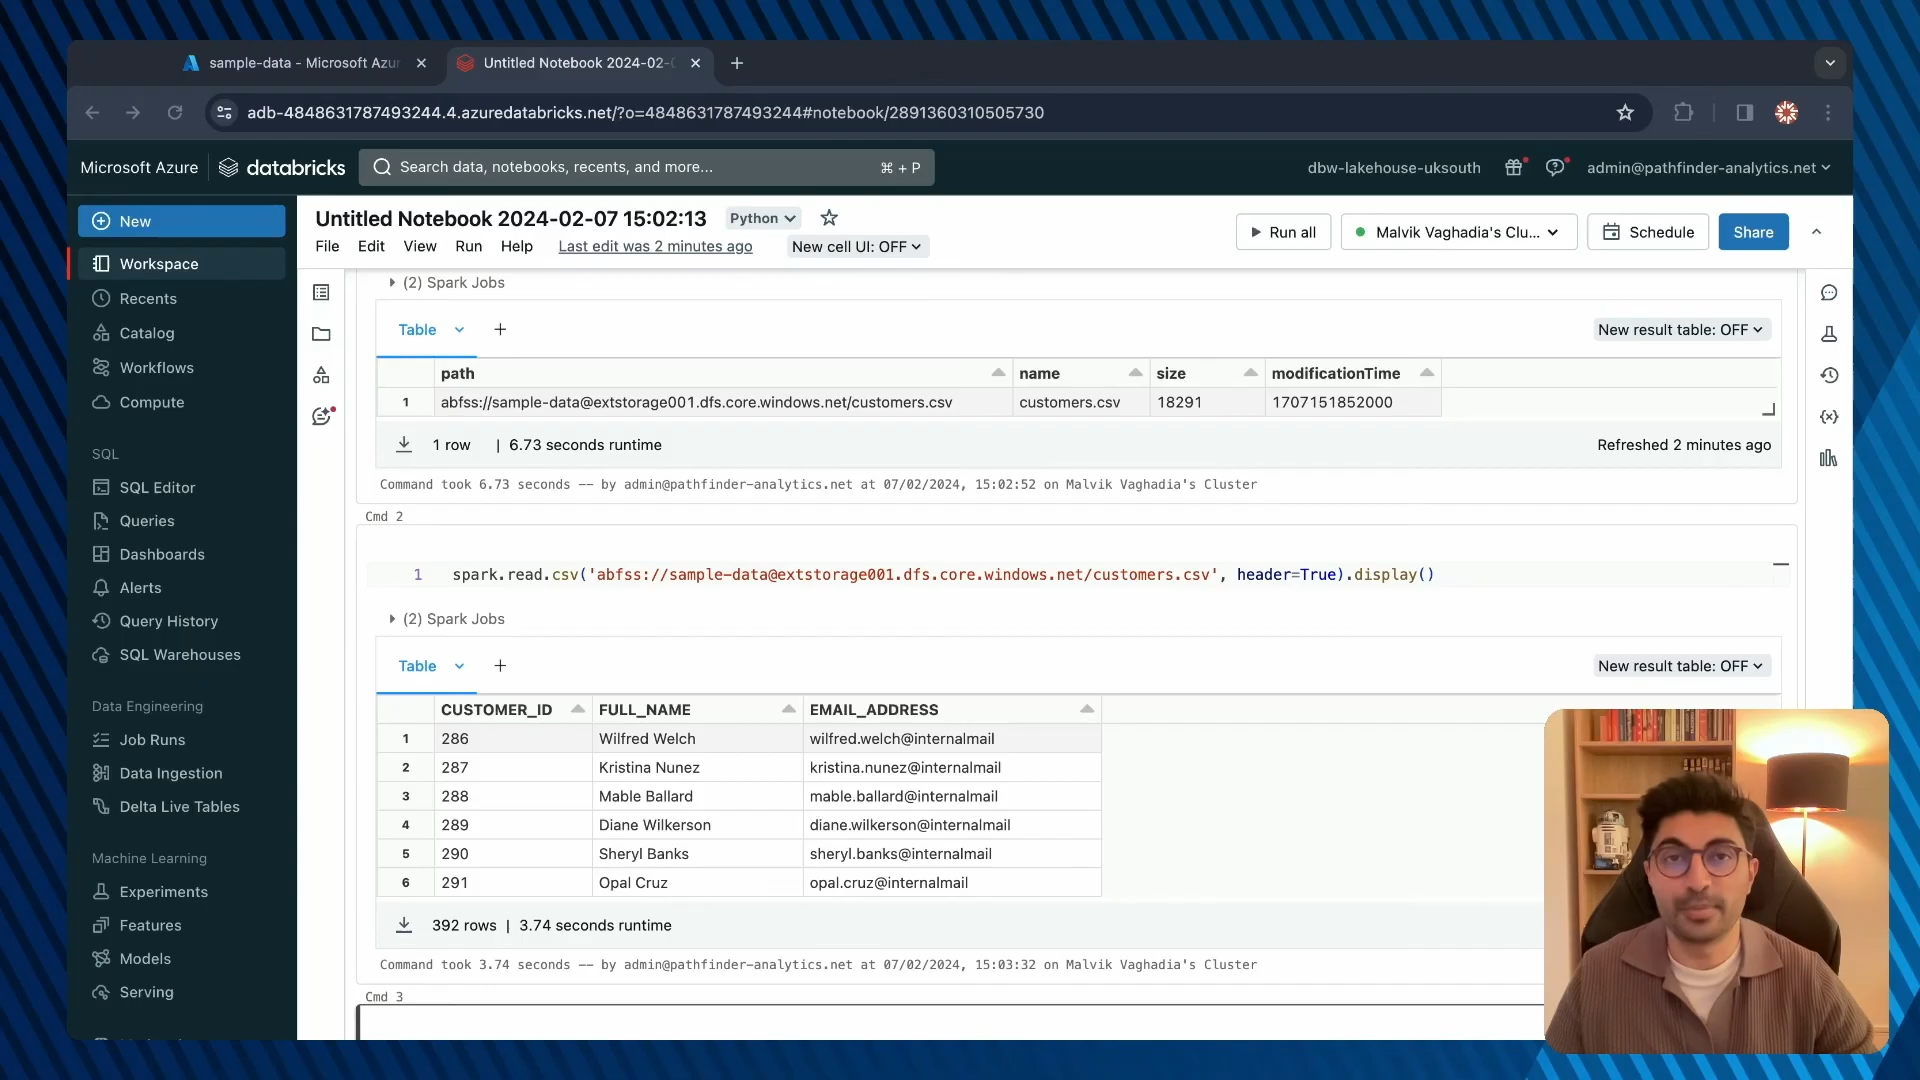 sample-data - Microsoft Azur
Untitled Notebook 2024-02-
adb-4848631787493244.4.azuredatabricks.net/?o=4848631787493244#notebook/2891360310505730
Microsoft Azure
databricks
Search data, notebooks, recents, and more...
⌘ + P
dbw-lakehouse-uksouth
admin@pathfinder-analytics.net
New
Workspace
Recents
Catalog
Workflows
Compute
SQL
SQL Editor
Queries
Dashboards
Alerts
Query History
SQL Warehouses
Data Engineering
Job Runs
Data Ingestion
Delta Live Tables
Machine Learning
Experiments
Features
Models
Serving
Untitled Notebook 2024-02-07 15:02:13
Python
File Edit View Run Help
Last edit was 2 minutes ago
New cell UI: OFF
Run all
Malvik Vaghadia's Clu...
Schedule
Share
(2) Spark Jobs
Table
+
New result table: OFF
path name size modificationTime
1 abfss://sample-data@extstorage001.dfs.core.windows.net/customers.csv customers.csv 18291 1707151852000
1 row | 6.73 seconds runtime
Refreshed 2 minutes ago
Command took 6.73 seconds -- by admin@pathfinder-analytics.net at 07/02/2024, 15:02:52 on Malvik Vaghadia's Cluster
Cmd 2
1 spark.read.csv('abfss://sample-data@extstorage001.dfs.core.windows.net/customers.csv', header=True).display()
(2) Spark Jobs
Table
+
New result table: OFF
CUSTOMER_ID FULL_NAME EMAIL_ADDRESS
1 286 Wilfred Welch wilfred.welch@internalmail
2 287 Kristina Nunez kristina.nunez@internalmail
3 288 Mable Ballard mable.ballard@internalmail
4 289 Diane Wilkerson diane.wilkerson@internalmail
5 290 Sheryl Banks sheryl.banks@internalmail
6 291 Opal Cruz opal.cruz@internalmail
392 rows | 3.74 seconds runtime
Command took 3.74 seconds -- by admin@pathfinder-analytics.net at 07/02/2024, 15:03:32 on Malvik Vaghadia's Cluster
Cmd 3